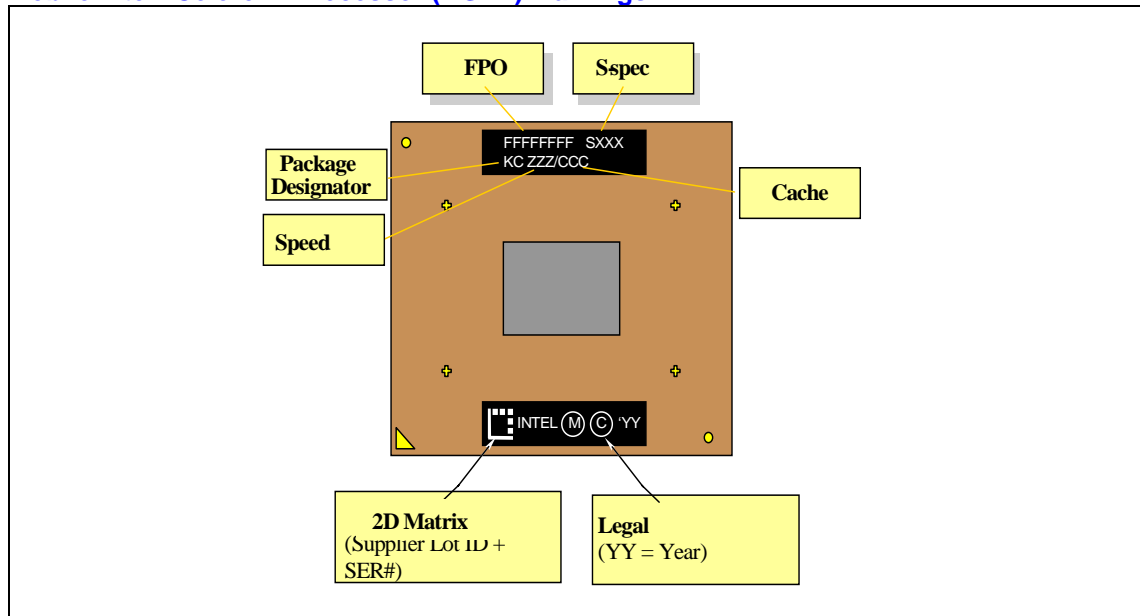 FPO
S-spec
FFFFFFFF SXXX
KC ZZZ/CCC
Package
Designator
Cache
Speed
INTEL M C 'YY
2D Matrix
(Supplier Lot ID +
SER#)
Legal
(YY = Year)